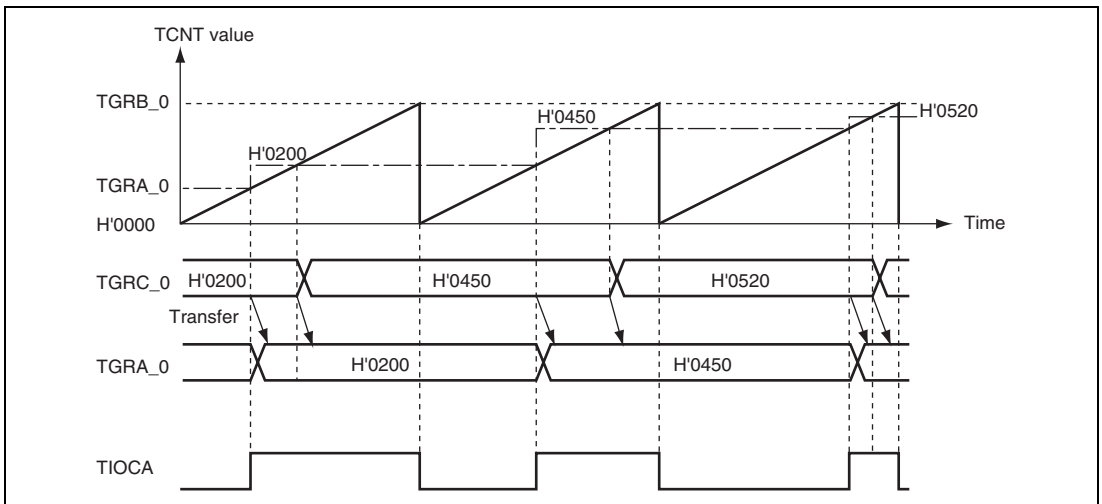 TCNT value
TGRB_0
H'0520
H'0450
H'0200
TGRA_0
H'0000
Time
TGRC_0 H'0200 H'0450 H'0520
Transfer
TGRA_0 H'0200 H'0450
TIOCA